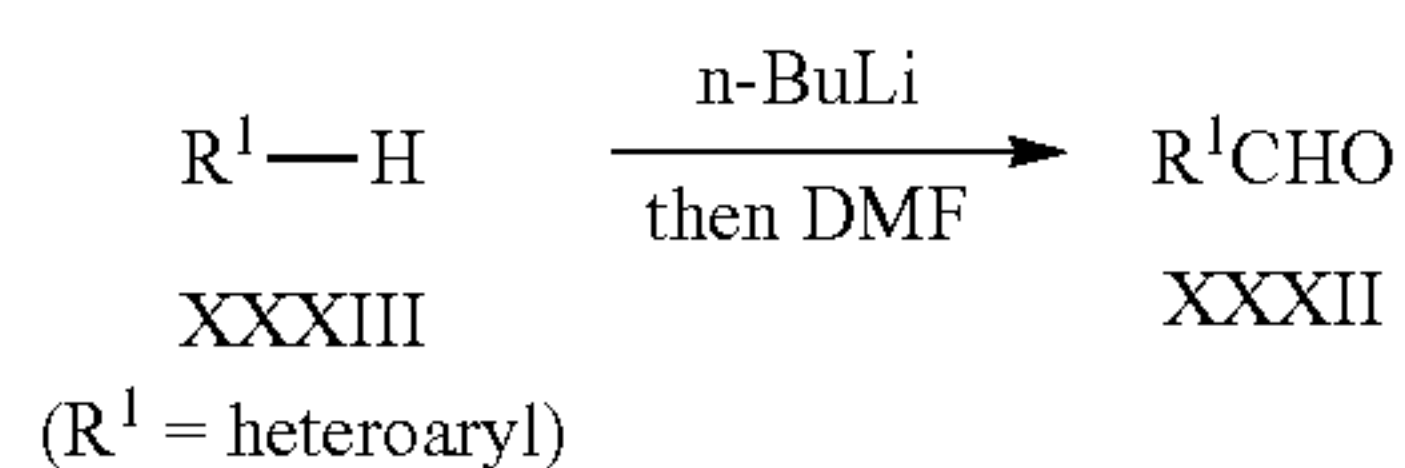 n-BuLi
R¹—H
R¹CHO
then DMF
XXXIII
XXXII
(R¹ = heteroaryl)